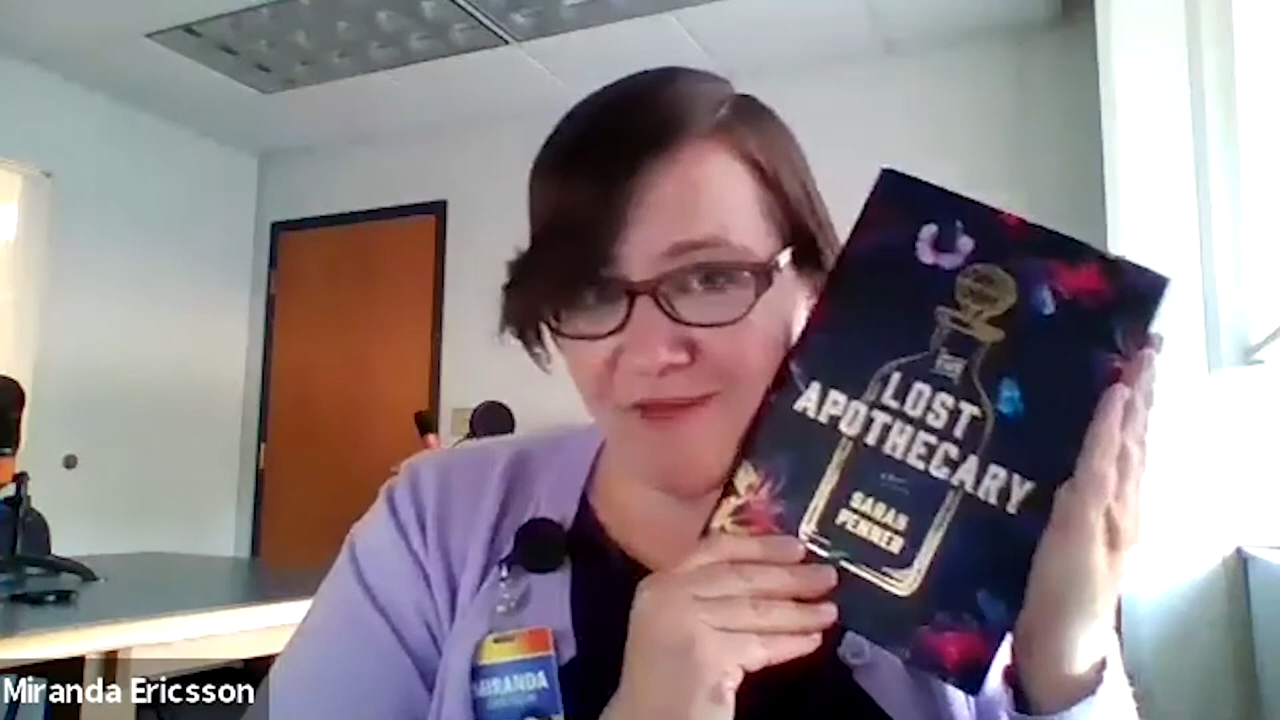 THE
LOST
APOTHECARY
SARAH
PENNER
MIRANDA
Miranda Ericsson